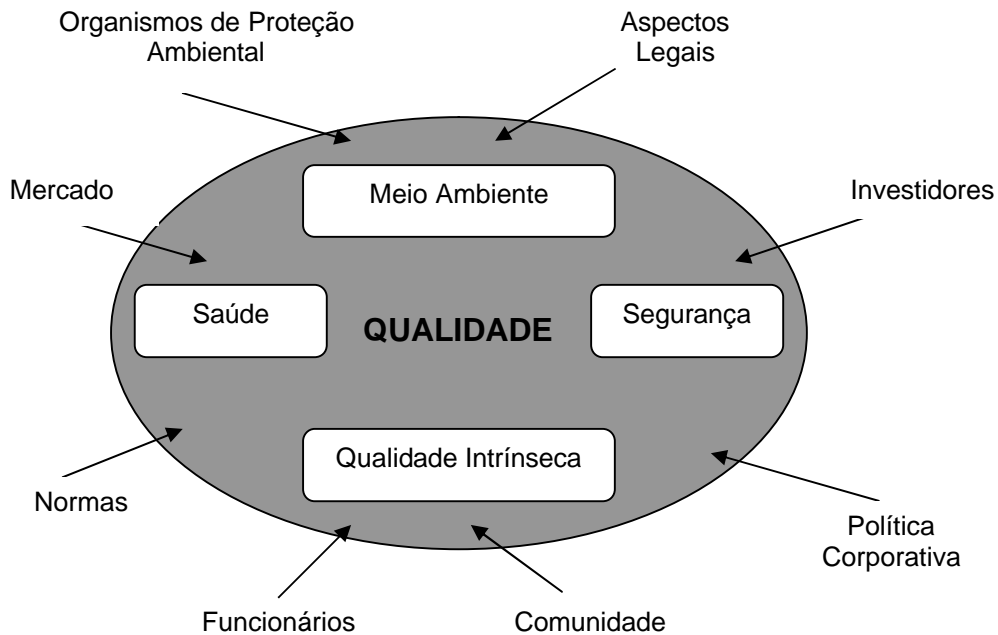 Organismos de Proteção
Ambiental
Aspectos
Legais
Mercado
Meio Ambiente
Investidores
Saúde
QUALIDADE
Segurança
Qualidade Intrínseca
Normas
Política
Corporativa
Funcionários
Comunidade